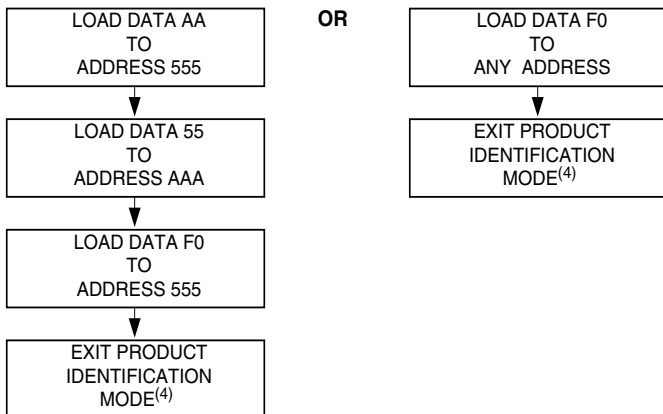 LOAD DATA AA
TO
ADDRESS 555
LOAD DATA 55
TO
ADDRESS AAA
LOAD DATA F0
TO
ADDRESS 555
EXIT PRODUCT
IDENTIFICATION
MODE(4)
OR
LOAD DATA F0
TO
ANY ADDRESS
EXIT PRODUCT
IDENTIFICATION
MODE(4)